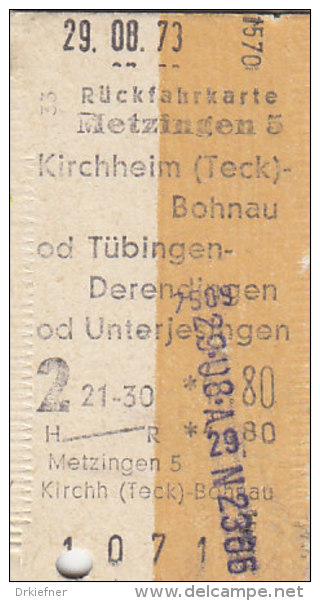 29. 08. 73
1570
33 Rückfahrkarte
Metzingen 5
Kirchheim (Teck)-
Bohnau
od Tübingen-
Derendingen
od Unterjesingen
2 21-30 * 80
H R * 80
Metzingen 5
Kirchh (Teck)-Bohnau
1071
Drkiefner
delcampe.net